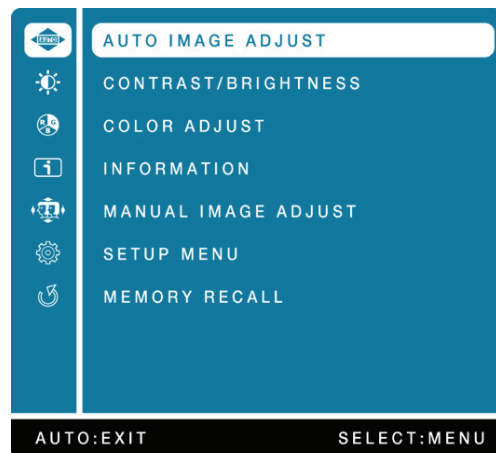 AUTO AUTO IMAGE ADJUST
CONTRAST/BRIGHTNESS
R G B COLOR ADJUST
i INFORMATION
MANUAL IMAGE ADJUST
SETUP MENU
MEMORY RECALL
AUTO:EXIT SELECT:MENU